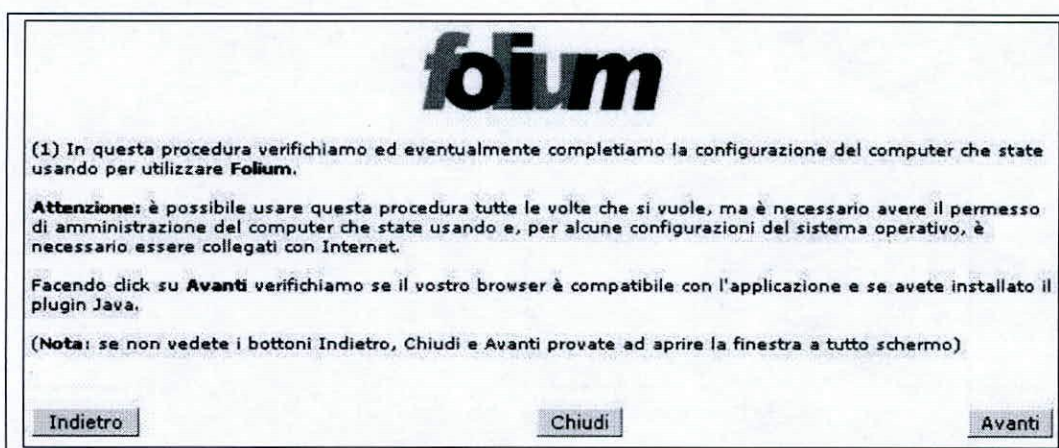 folium
(1) In questa procedura verifichiamo ed eventualmente completiamo la configurazione del computer che state
usando per utilizzare Folium.
Attenzione: è possibile usare questa procedura tutte le volte che si vuole, ma è necessario avere il permesso
di amministrazione del computer che state usando e, per alcune configurazioni del sistema operativo, è
necessario essere collegati con Internet.
Facendo click su Avanti verifichiamo se il vostro browser è compatibile con l'applicazione e se avete installato il
plugin Java.
(Nota: se non vedete i bottoni Indietro, Chiudi e Avanti provate ad aprire la finestra a tutto schermo)
Indietro Chiudi Avanti